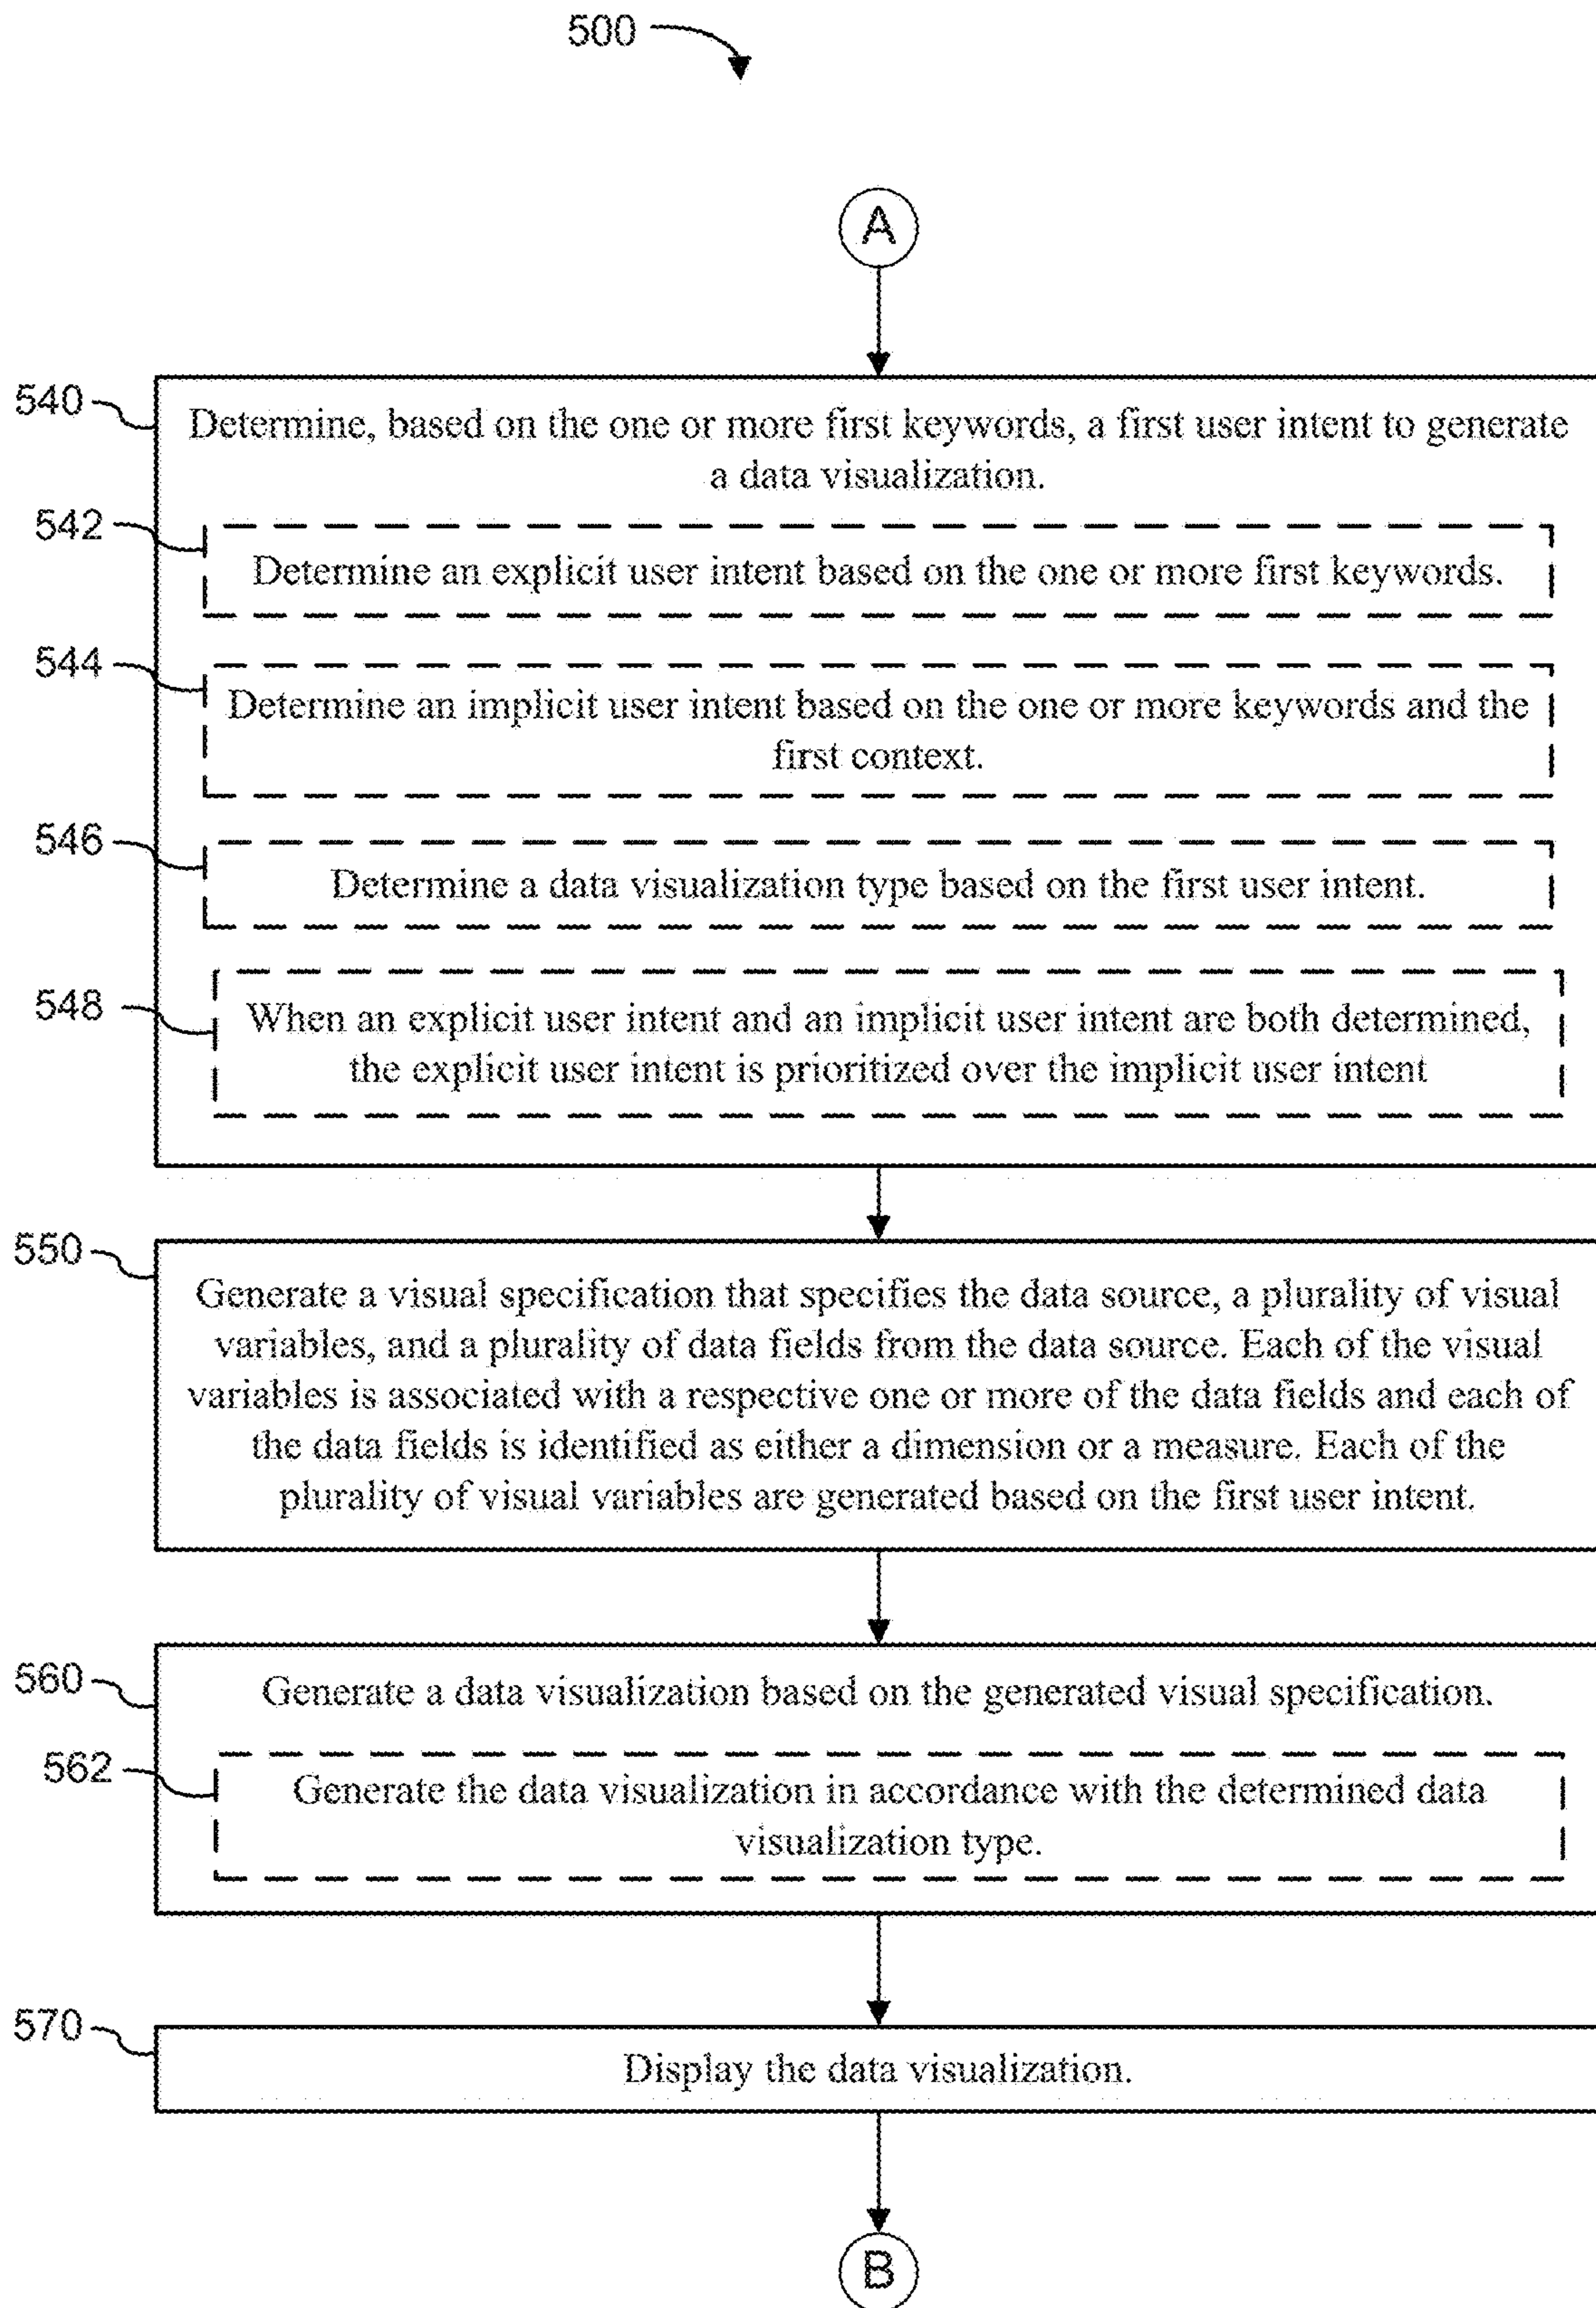 500
A
540
Determine, based on the one or more first keywords, a first user intent to generate
a data visualization.
542
Determine an explicit user intent based on the one or more first keywords.
544
Determine an implicit user intent based on the one or more keywords and the
first context.
546
Determine a data visualization type based on the first user intent.
548
When an explicit user intent and an implicit user intent are both determined,
the explicit user intent is prioritized over the implicit user intent
550
Generate a visual specification that specifies the data source, a plurality of visual
variables, and a plurality of data fields from the data source. Each of the visual
variables is associated with a respective one or more of the data fields and each of
the data fields is identified as either a dimension or a measure. Each of the
plurality of visual variables are generated based on the first user intent.
560
Generate a data visualization based on the generated visual specification.
562
Generate the data visualization in accordance with the determined data
visualization type.
570
Display the data visualization.
B